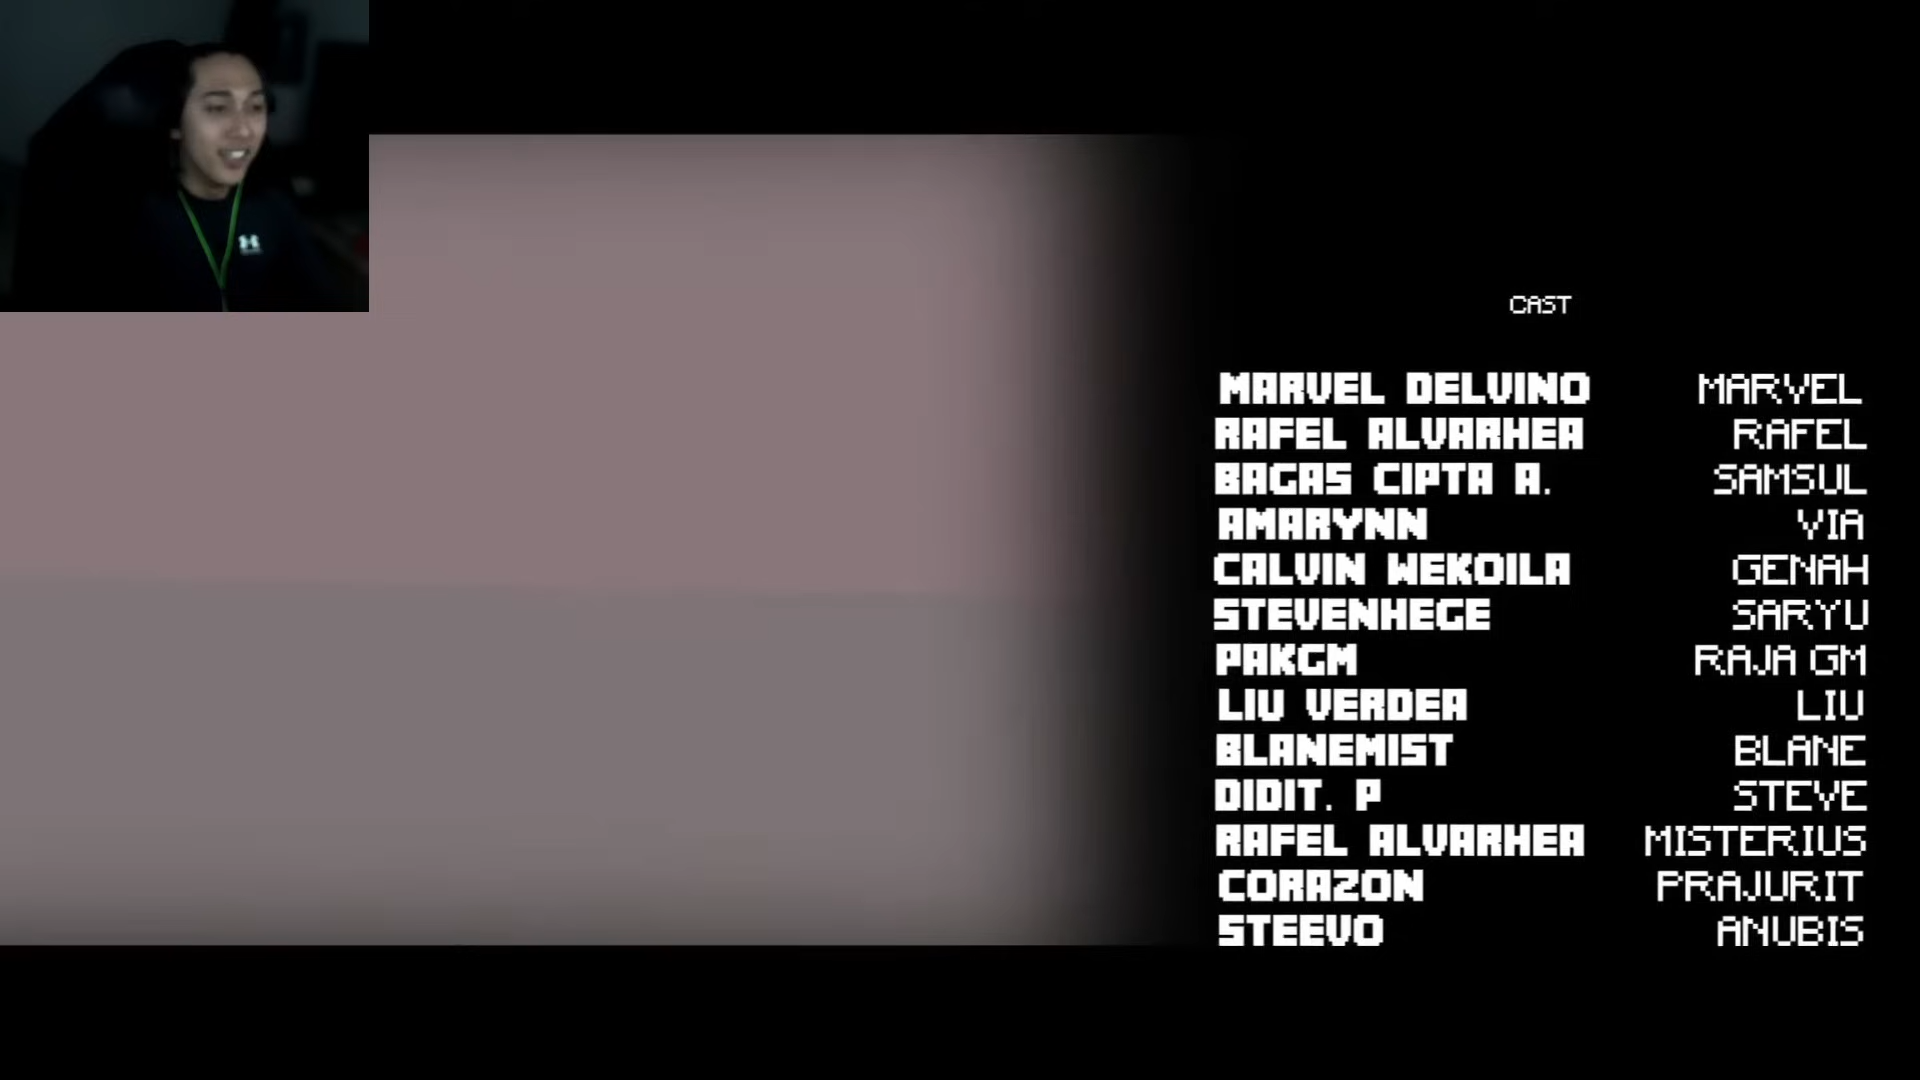 CAST
MARVEL DELVINO MARVEL
RAFEL ALVARHEA RAFEL
BAGAS CIPTA A. SAMSUL
AMARYNN VIA
CALVIN WEKOILA GENAH
STEVENHEGE SARYU
PAKGM RAJA GM
LIU VERDEA LIU
BLANEMIST BLANE
DIDIT. P STEVE
RAFEL ALVARHEA MISTERIUS
CORAZON PRAJURIT
STEEVO ANUBIS